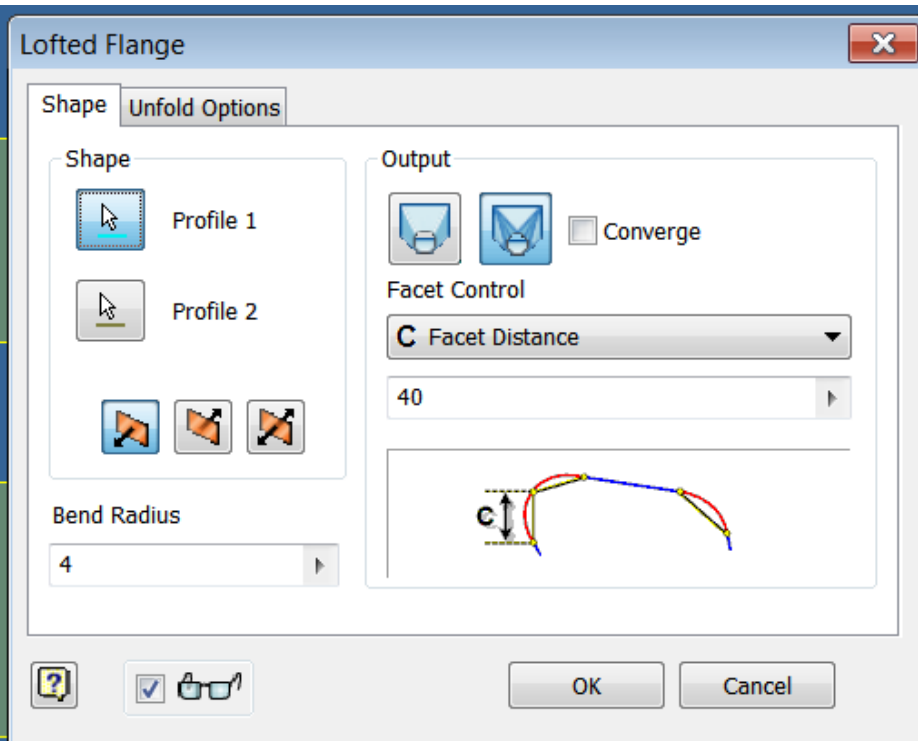 Lofted Flange
Shape
Unfold Options
Shape
Profile 1
Profile 2
Bend Radius
4
Output
Converge
Facet Control
C Facet Distance
40
C
?
OK
Cancel